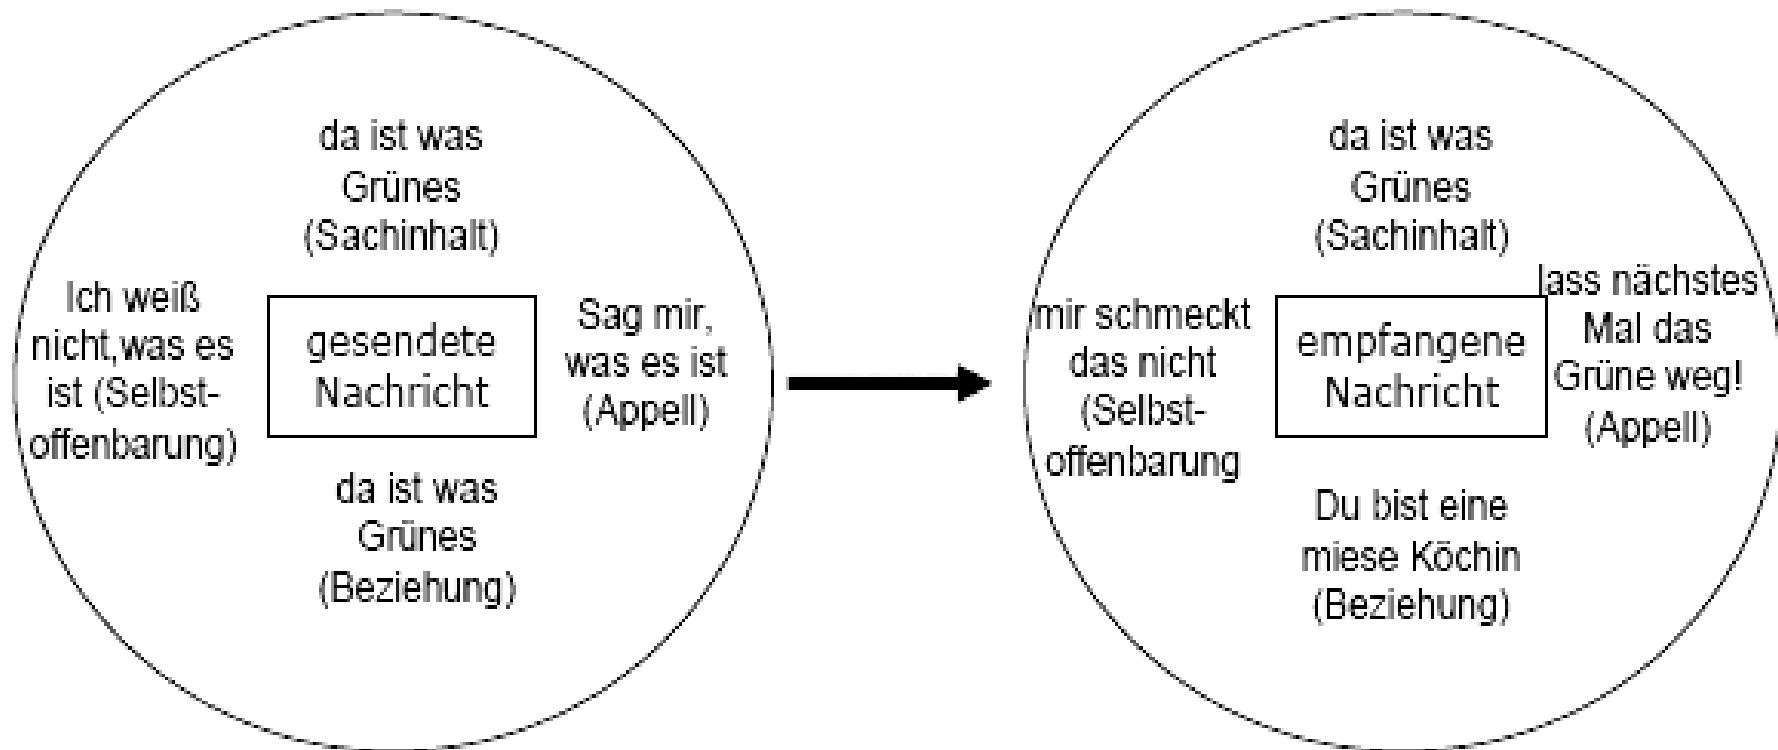 da ist was
Grünes
(Sachinhalt)
Ich weiß
nicht,was es
ist (Selbst-
offenbarung)
gesendete
Nachricht
Sag mir,
was es ist
(Appell)
da ist was
Grünes
(Beziehung)
da ist was
Grünes
(Sachinhalt)
mir schmeckt
das nicht
(Selbst-
offenbarung
empfangene
Nachricht
lass nächstes
Mal das
Grüne weg!
(Appell)
Du bist eine
miese Köchin
(Beziehung)